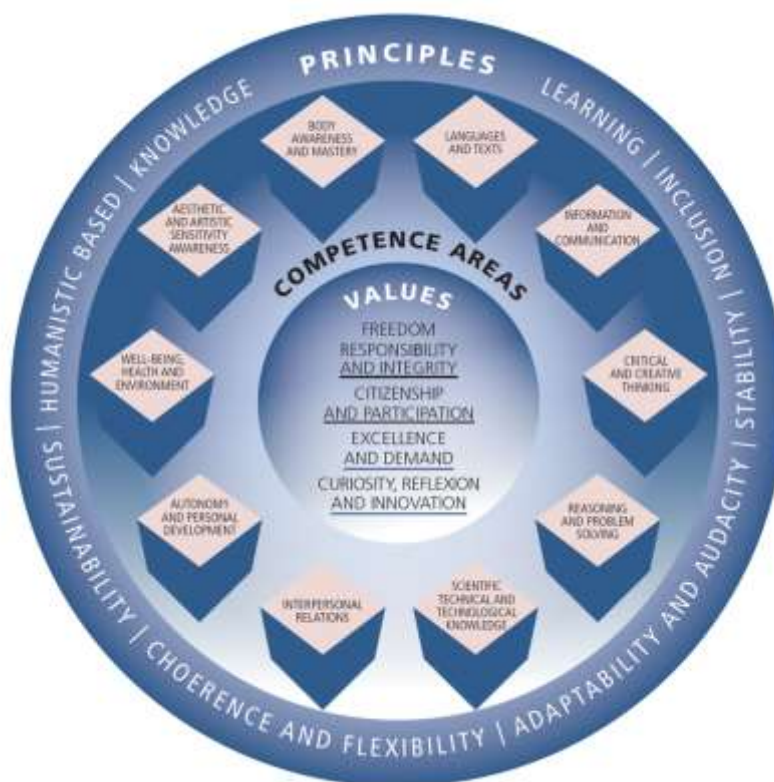 PRINCIPLES
LEARNING | INCLUSION | STABILITY | ADAPTABILITY AND AUDACITY | CHOERENCE AND FLEXIBILITY | SUSTAINABILITY | HUMANISTIC BASED | KNOWLEDGE
BODY
AWARENESS
AND MASTERY
LANGUAGES
AND TEXTS
INFORMATION
AND
COMMUNICATION
CRITICAL
AND CREATIVE
THINKING
REASONING
AND PROBLEM
SOLVING
SCIENTIFIC
TECHNICAL AND
TECHNOLOGICAL
KNOWLEDGE
INTERPERSONAL
RELATIONS
AUTONOMY
AND PERSONAL
DEVELOPMENT
WELL-BEING,
HEALTH AND
ENVIRONMENT
AESTHETIC
AND ARTISTIC
SENSITIVITY
AWARENESS
COMPETENCE AREAS
VALUES
FREEDOM
RESPONSIBILITY
AND INTEGRITY
CITIZENSHIP
AND PARTICIPATION
EXCELLENCE
AND DEMAND
CURIOSITY, REFLEXION
AND INNOVATION